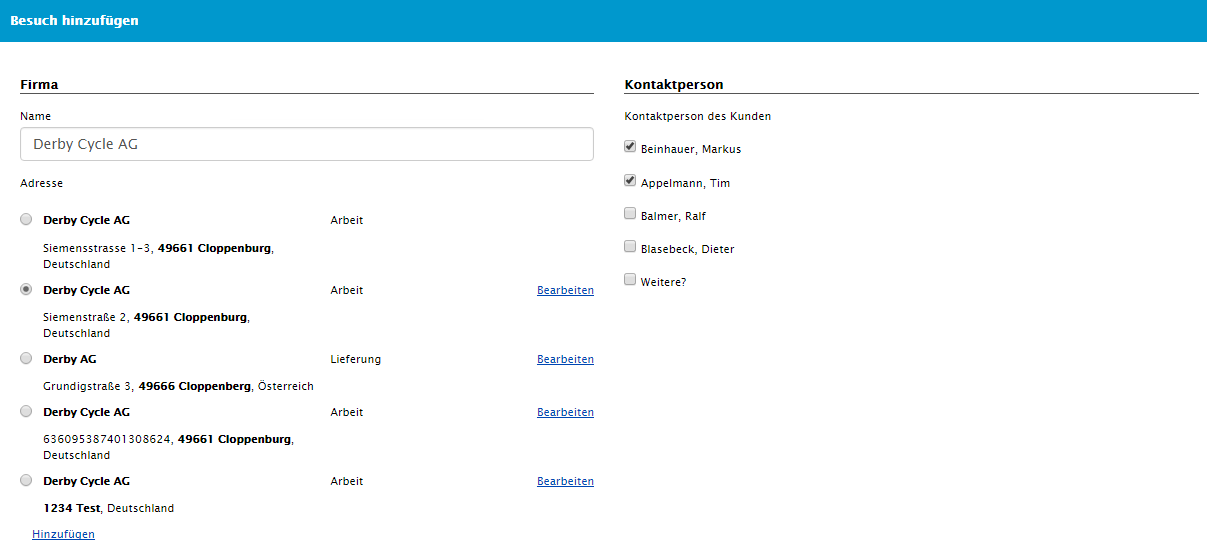 Besuch hinzufügen
Firma
Name
Derby Cycle AG
Adresse
Derby Cycle AG Arbeit
Siemensstrasse 1-3, 49661 Cloppenburg,
Deutschland
Derby Cycle AG Arbeit Bearbeiten
Siemenstraße 2, 49661 Cloppenburg,
Deutschland
Derby AG Lieferung Bearbeiten
Grundigstraße 3, 49666 Cloppenberg, Österreich
Derby Cycle AG Arbeit Bearbeiten
636095387401308624, 49661 Cloppenburg,
Deutschland
Derby Cycle AG Arbeit Bearbeiten
1234 Test, Deutschland
Hinzufügen
Kontaktperson
Kontaktperson des Kunden
Beinhauer, Markus
Appelmann, Tim
Balmer, Ralf
Blasebeck, Dieter
Weitere?